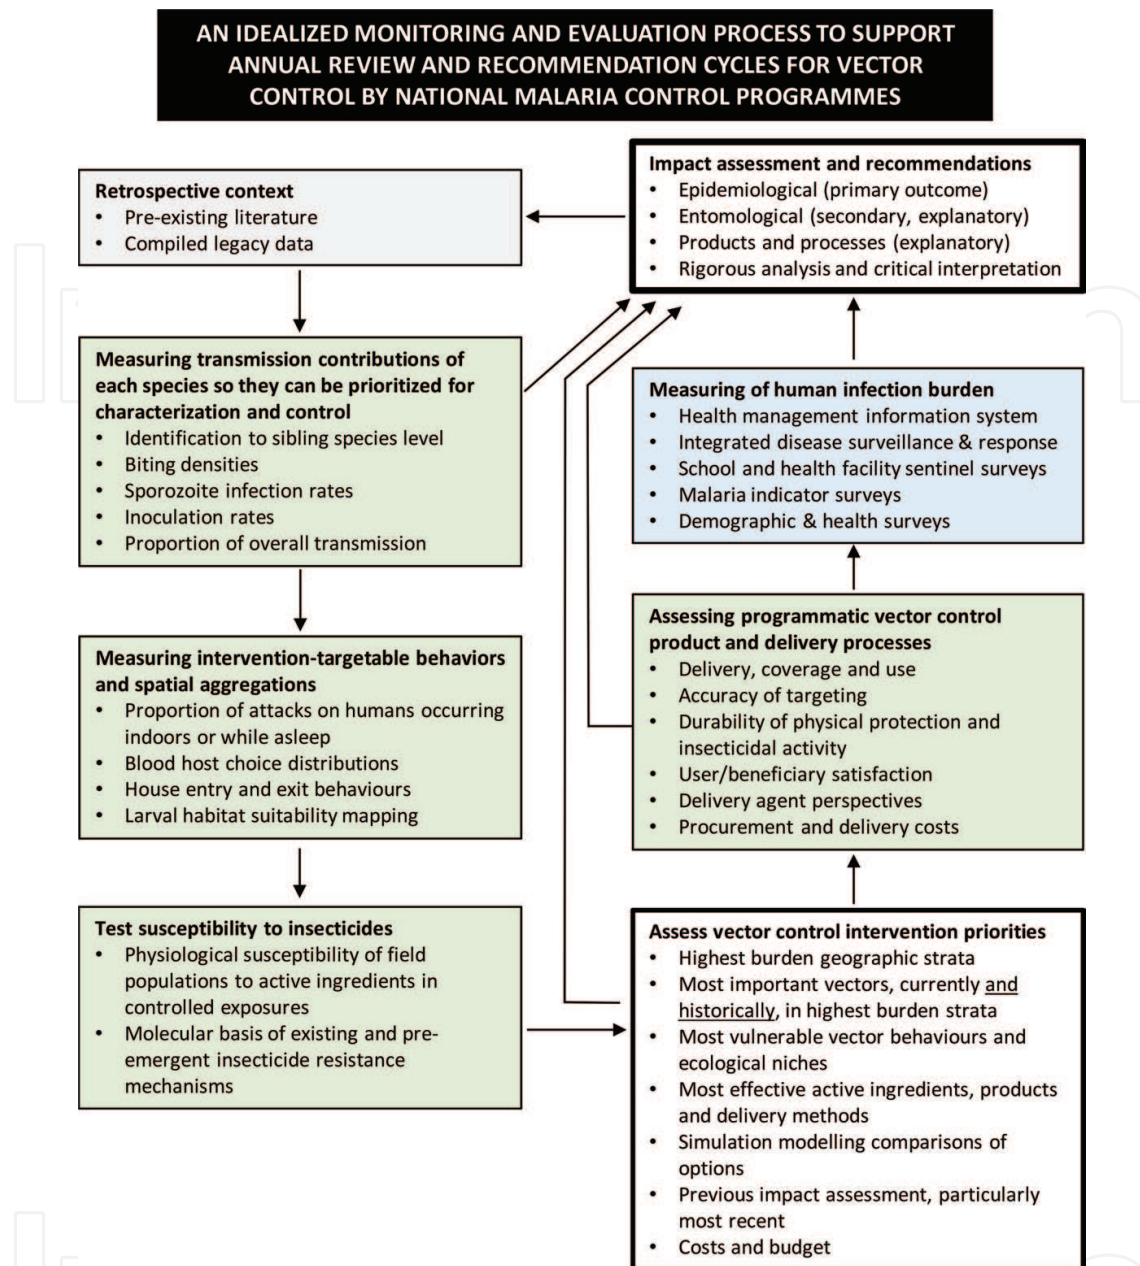 AN IDEALIZED MONITORING AND EVALUATION PROCESS TO SUPPORT
ANNUAL REVIEW AND RECOMMENDATION CYCLES FOR VECTOR
CONTROL BY NATIONAL MALARIA CONTROL PROGRAMMES
Retrospective context
• Pre-existing literature
• Compiled legacy data
Measuring transmission contributions of
each species so they can be prioritized for
characterization and control
• Identification to sibling species level
• Biting densities
• Sporozoite infection rates
• Inoculation rates
• Proportion of overall transmission
Measuring intervention-targetable behaviors
and spatial aggregations
• Proportion of attacks on humans occurring
indoors or while asleep
• Blood host choice distributions
• House entry and exit behaviours
• Larval habitat suitability mapping
Test susceptibility to insecticides
• Physiological susceptibility of field
populations to active ingredients in
controlled exposures
• Molecular basis of existing and pre-
emergent insecticide resistance
mechanisms
Assess vector control intervention priorities
• Highest burden geographic strata
• Most important vectors, currently and
historically, in highest burden strata
• Most vulnerable vector behaviours and
ecological niches
• Most effective active ingredients, products
and delivery methods
• Simulation modelling comparisons of
options
• Previous impact assessment, particularly
most recent
• Costs and budget
Assessing programmatic vector control
product and delivery processes
• Delivery, coverage and use
• Accuracy of targeting
• Durability of physical protection and
insecticidal activity
• User/beneficiary satisfaction
• Delivery agent perspectives
• Procurement and delivery costs
Measuring of human infection burden
• Health management information system
• Integrated disease surveillance & response
• School and health facility sentinel surveys
• Malaria indicator surveys
• Demographic & health surveys
Impact assessment and recommendations
• Epidemiological (primary outcome)
• Entomological (secondary, explanatory)
• Products and processes (explanatory)
• Rigorous analysis and critical interpretation